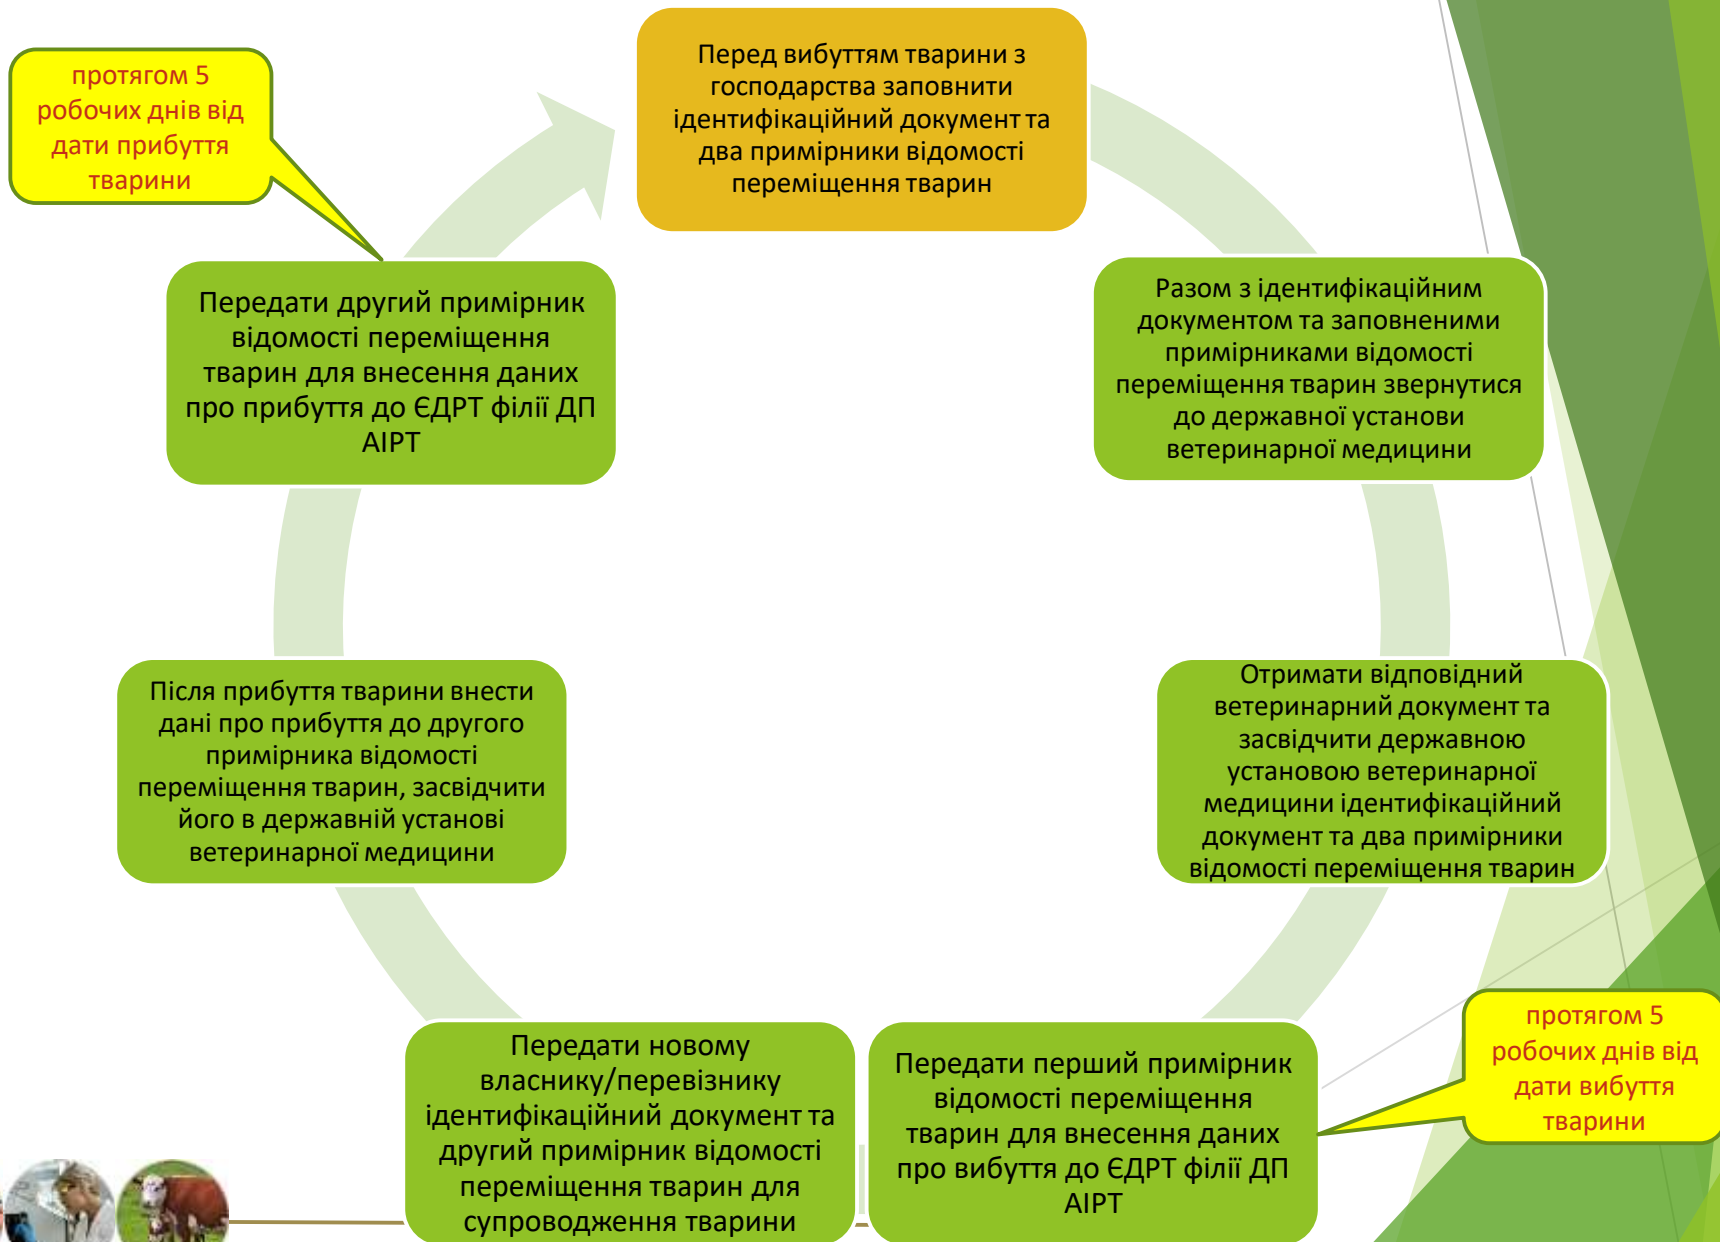 Перед вибуттям тварини з
господарства заповнити
ідентифікаційний документ та
два примірники відомості
переміщення тварин
Разом з ідентифікаційним
документом та заповненими
примірниками відомості
переміщення тварин звернутися
до державної установи
ветеринарної медицини
Отримати відповідний
ветеринарний документ та
засвідчити державною
установою ветеринарної
медицини ідентифікаційний
документ та два примірники
відомості переміщення тварин
Передати перший примірник
відомості переміщення
тварин для внесення даних
про вибуття до ЄДРТ філії ДП
АІРТ
протягом 5
робочих днів від
дати вибуття
тварини
Передати новому
власнику/перевізнику
ідентифікаційний документ та
другий примірник відомості
переміщення тварин для
супроводження тварини
Після прибуття тварини внести
дані про прибуття до другого
примірника відомості
переміщення тварин, засвідчити
його в державній установі
ветеринарної медицини
Передати другий примірник
відомості переміщення
тварин для внесення даних
про прибуття до ЄДРТ філії ДП
АІРТ
протягом 5
робочих днів від
дати прибуття
тварини